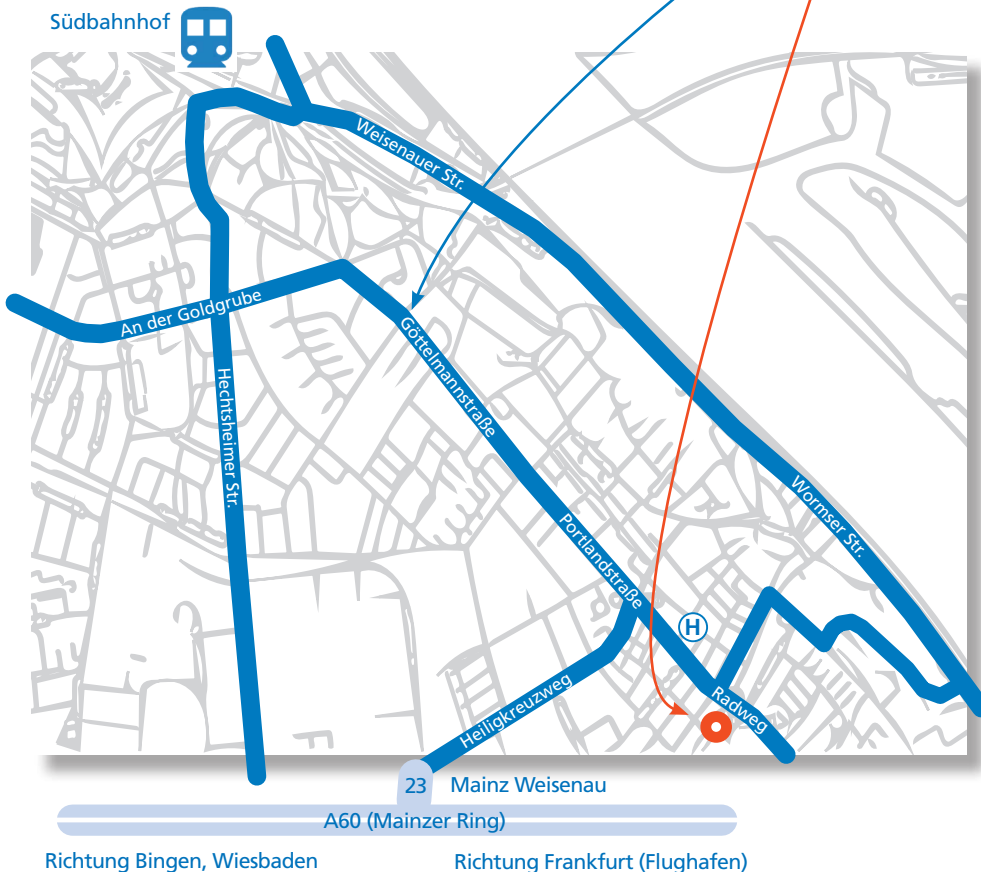 Südbahnhof
Weisenauer Str.
An der Goldgrube
Göttelmannstraße
Hechtsheimer Str.
Wormser Str.
Portlandstraße
H
Radweg
Heiligkreuzweg
23
Mainz Weisenau
A60 (Mainzer Ring)
Richtung Bingen, Wiesbaden
Richtung Frankfurt (Flughafen)